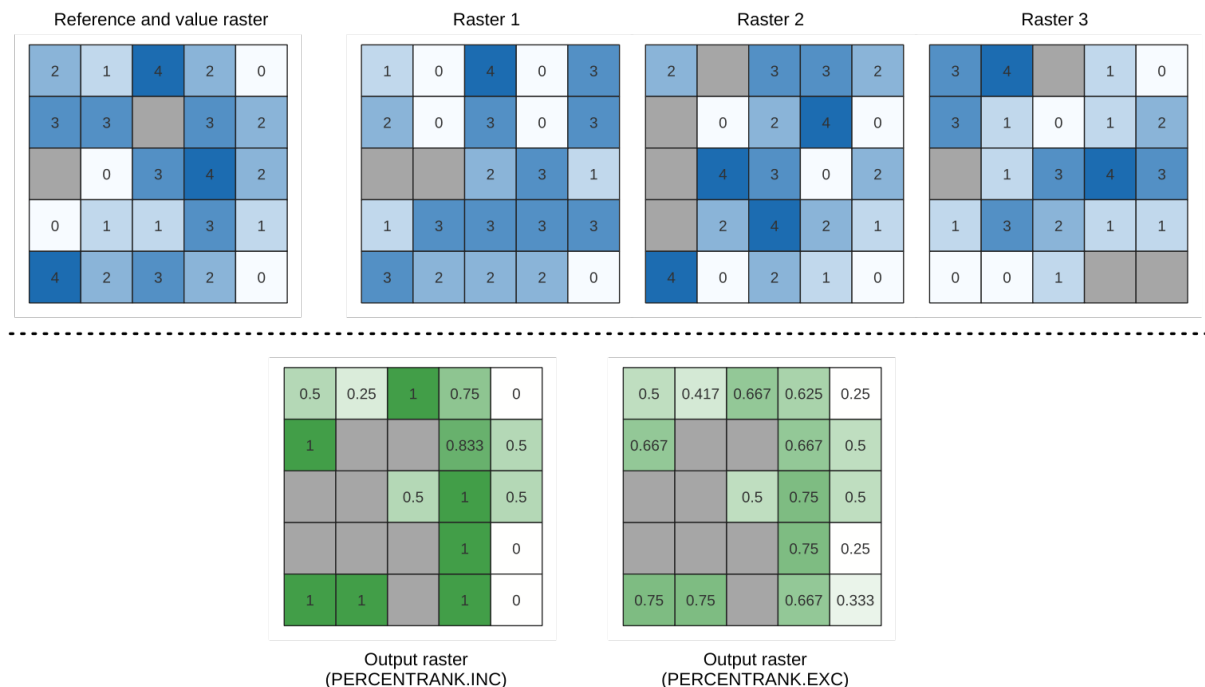 Reference and value raster Raster 1 Raster 2 Raster 3
2 1 4 2 0 1 0 4 0 3 2 3 3 2 3 4 1 0
3 3 3 2 2 0 3 0 3 0 2 4 0 3 1 0 1 2
0 3 4 2 2 3 1 4 3 0 2 1 3 4 3
0 1 1 3 1 1 3 3 3 3 2 4 2 1 1 3 2 1 1
4 2 3 2 0 3 2 2 2 0 4 0 2 1 0 0 0 1
0.5 0.25 1 0.75 0 0.5 0.417 0.667 0.625 0.25
1 0.833 0.5 0.667 0.667 0.5
0.5 1 0.5 0.5 0.75 0.5
1 0 0.75 0.25
1 1 1 0 0.75 0.75 0.667 0.333
Output raster Output raster
(PERCENTRANK.INC) (PERCENTRANK.EXC)